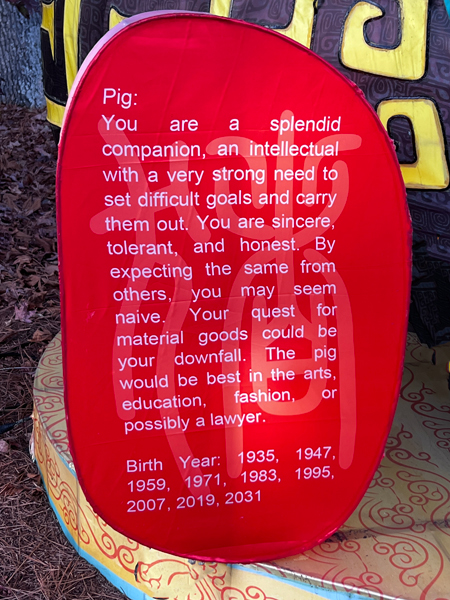 Pig:
You are a splendid
companion, an intellectual
with a very strong need to
set difficult goals and carry
them out. You are sincere,
tolerant, and honest. By
expecting the same from
others, you may seem
naive. Your quest for
material goods could be
your downfall. The pig
would be best in the arts,
education, fashion, or
possibly a lawyer.
Birth Year: 1935, 1947,
1959, 1971, 1983, 1995,
2007, 2019, 2031